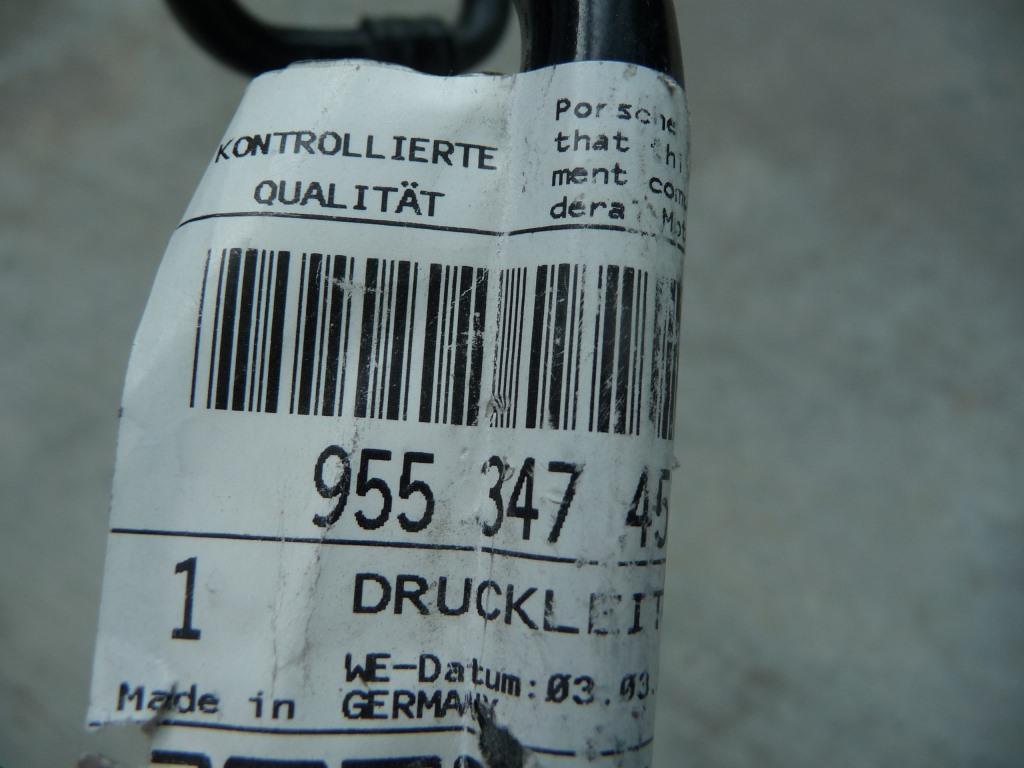 KONTROLLIERTE
QUALITÄT
Porsche
that
ment
955 347 45
1 DRUCKLEIT
WE-Datum:03.03.
Made in GERMANY